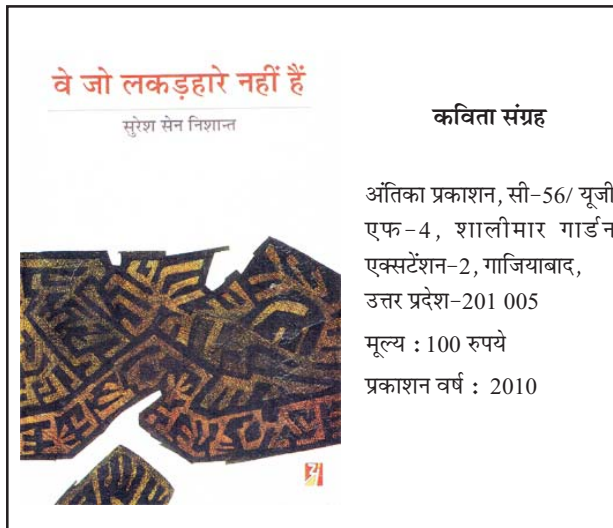 वे जो लकड़हारे नहीं हैं
सुरेश सेन निशान्त
कविता संग्रह
अंतिका प्रकाशन, सी-56/ यूजी
एफ-4, शालीमार गार्डन
एक्सटेंशन-2, गाजियाबाद,
उत्तर प्रदेश-201 005
मूल्य : 100 रुपये
प्रकाशन वर्ष : 2010